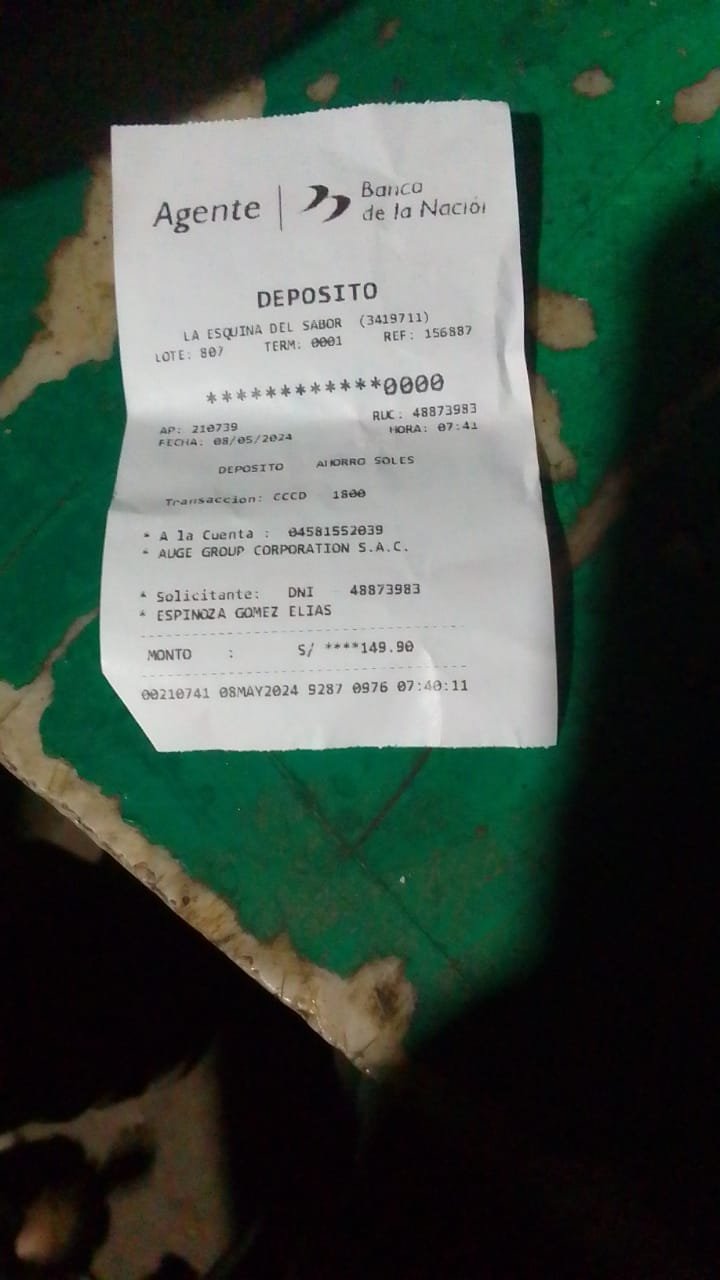 Agente | Banco de la Nación
DEPOSITO
LA ESQUINA DEL SABOR (3419711)
LOTE: 807 TERM: 0001 REF: 156887
************0000
AP: 210739 RUC: 48873983
FECHA: 08/05/2024 HORA: 07:41
DEPOSITO AHORRO SOLES
Transaccion: CCCD 1800
* A la Cuenta : 04581552039
* AUGE GROUP CORPORATION S.A.C.
* Solicitante: DNI 48873983
* ESPINOZA GOMEZ ELIAS
MONTO : S/ ****149.90
00210741 08MAY2024 9287 0976 07:40:11